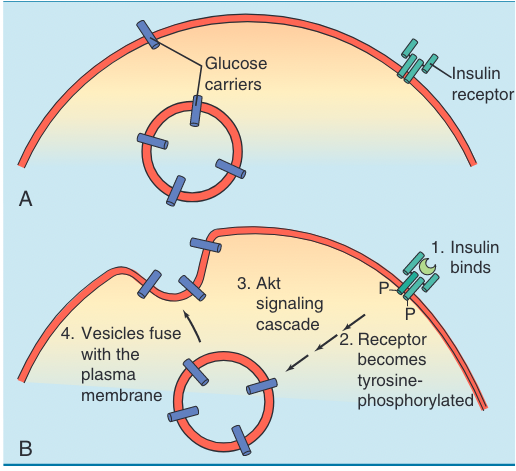 Glucose
carriers
Insulin
receptor
A
1. Insulin
binds
P
P
3. Akt
signaling
cascade
2. Receptor
becomes
tyrosine-
phosphorylated
4. Vesicles fuse
with the
plasma
membrane
B